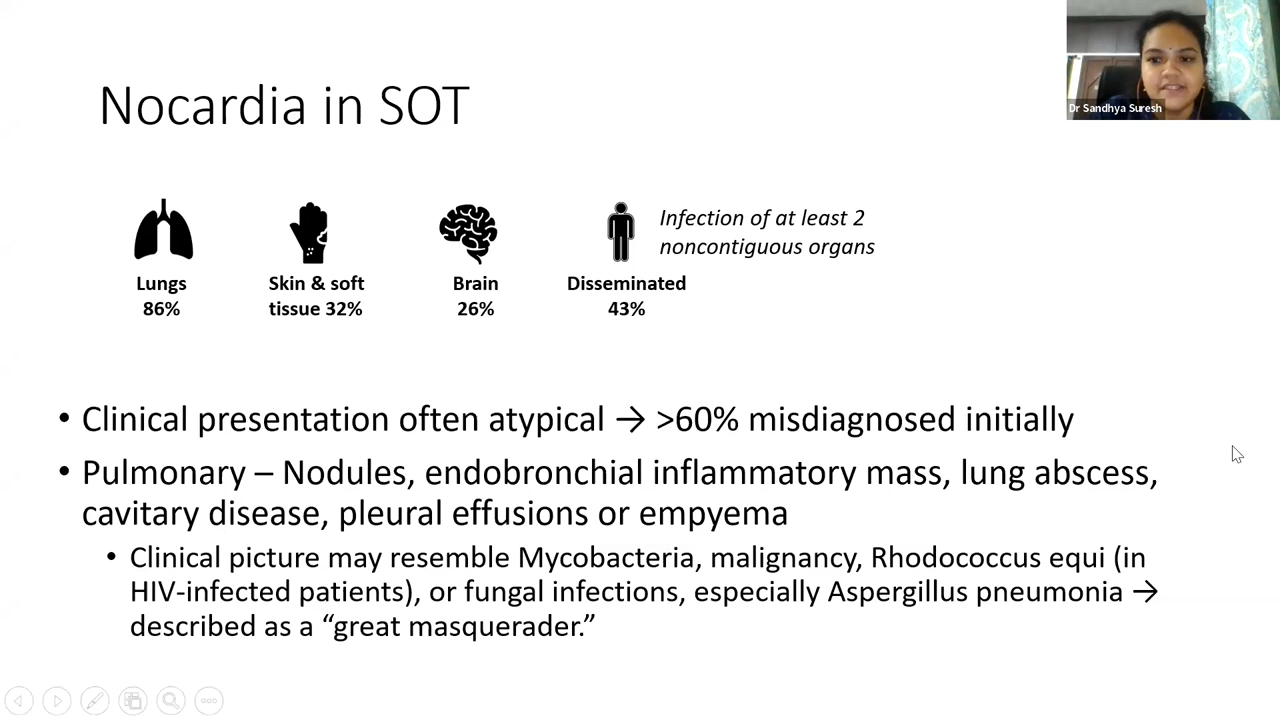 Dr Sandhya Suresh
Nocardia in SOT
Infection of at least 2
noncontiguous organs
Lungs
86%
Skin & soft
tissue 32%
Brain
26%
Disseminated
43%
• Clinical presentation often atypical → >60% misdiagnosed initially
• Pulmonary – Nodules, endobronchial inflammatory mass, lung abscess,
cavitary disease, pleural effusions or empyema
• Clinical picture may resemble Mycobacteria, malignancy, Rhodococcus equi (in
HIV-infected patients), or fungal infections, especially Aspergillus pneumonia →
described as a “great masquerader.”